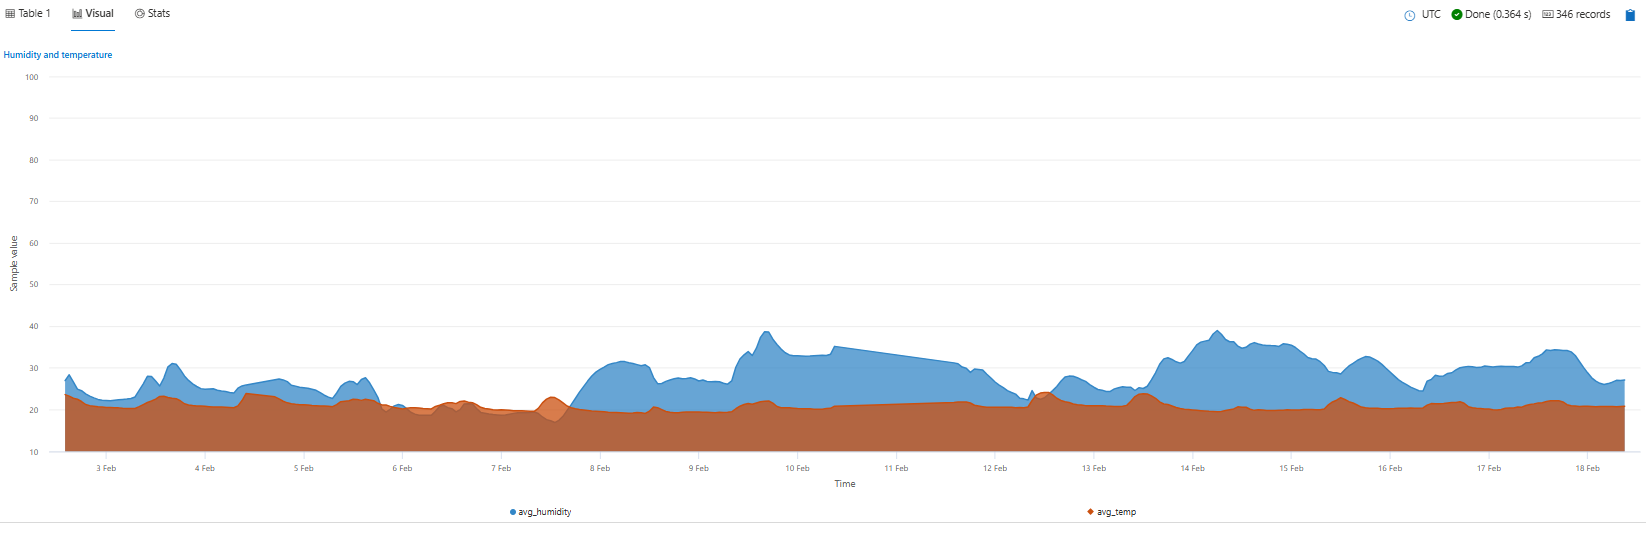 Table 1 Visual Stats UTC Done (0.364 s) 346 records
Humidity and temperature
100
90
80
70
60
50
40
30
20
10
Sample value
3 Feb 4 Feb 5 Feb 6 Feb 7 Feb 8 Feb 9 Feb 10 Feb 11 Feb 12 Feb 13 Feb 14 Feb 15 Feb 16 Feb 17 Feb 18 Feb
Time
avg_humidity avg_temp